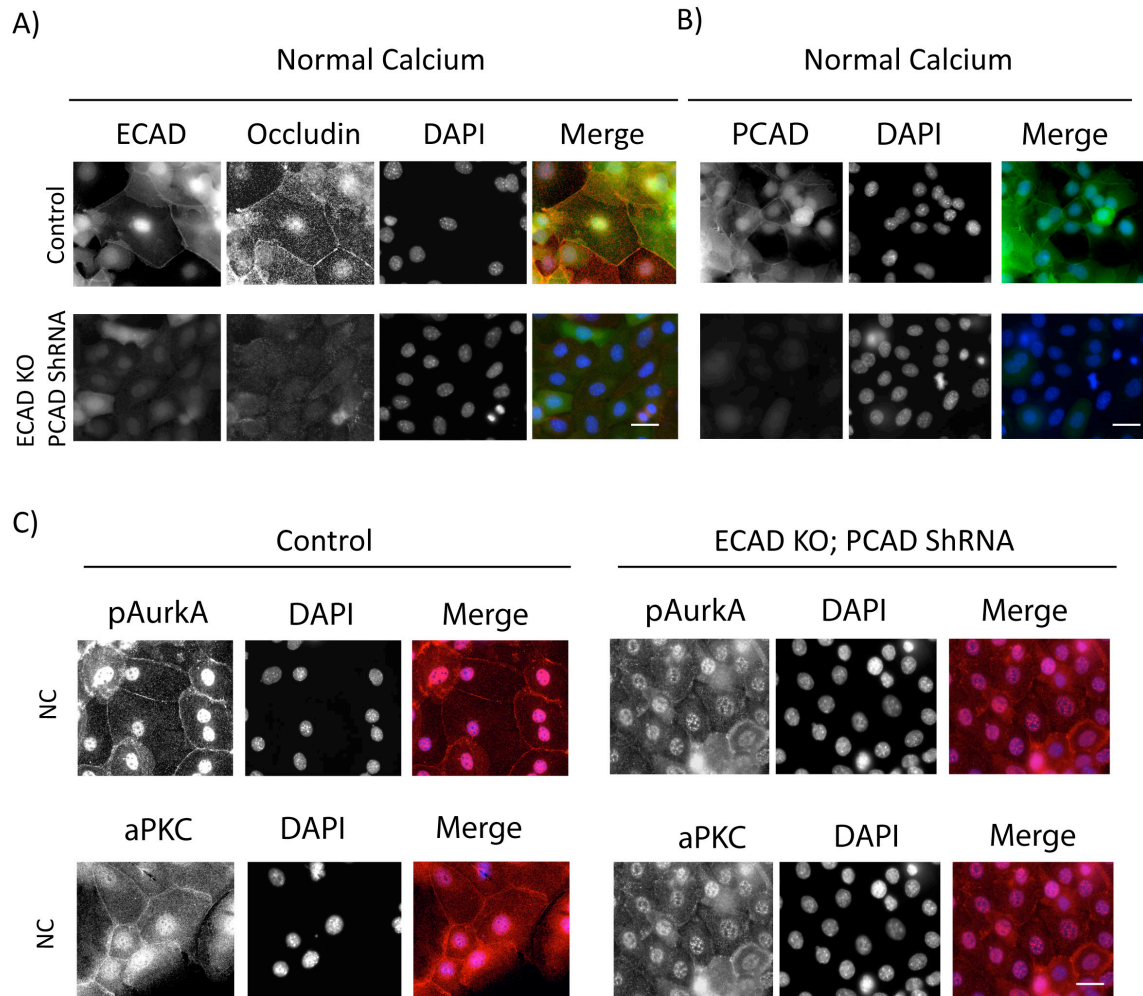 A)
B)
Normal Calcium
Normal Calcium
ECAD Occludin DAPI Merge
PCAD DAPI Merge
Control
ECAD KO
PCAD ShRNA
C)
Control
ECAD KO; PCAD ShRNA
pAurkA DAPI Merge
pAurkA DAPI Merge
NC
aPKC DAPI Merge
aPKC DAPI Merge
NC